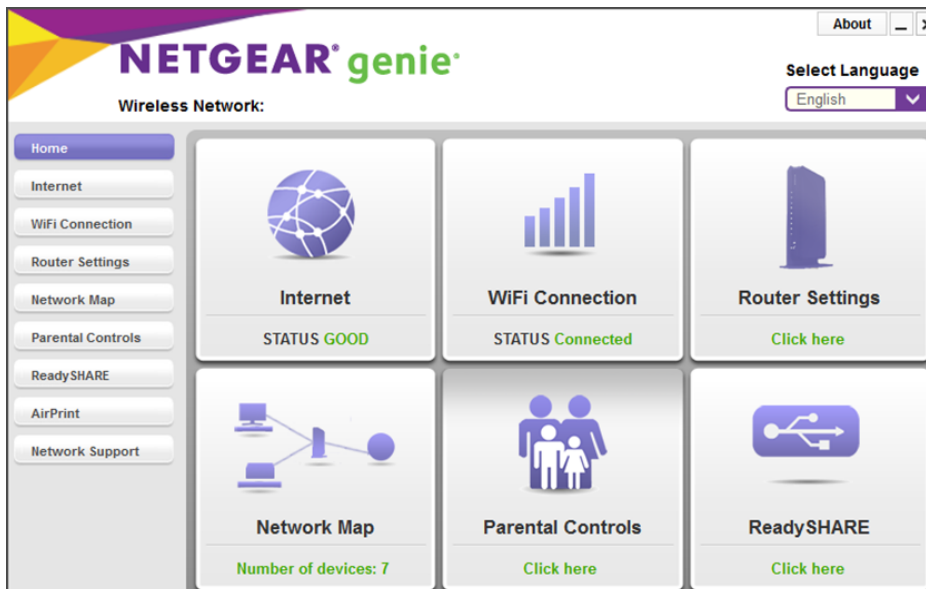 About
NETGEAR® genie®
Select Language
English
Wireless Network:
Home
Internet
WiFi Connection
Router Settings
Network Map
Parental Controls
ReadySHARE
AirPrint
Network Support
Internet
STATUS GOOD
WiFi Connection
STATUS Connected
Router Settings
Click here
Network Map
Number of devices: 7
Parental Controls
Click here
ReadySHARE
Click here